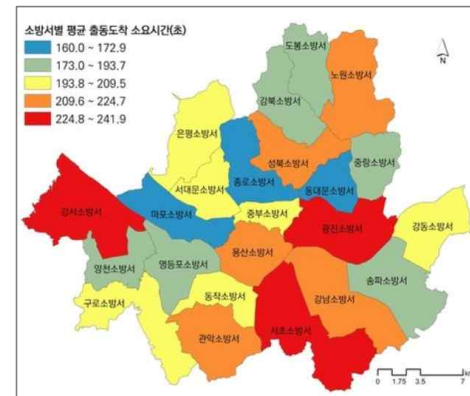 소방서별 평균 출동도착 소요시간(초)
160.0 ~ 172.9
173.0 ~ 193.7
193.8 ~ 209.5
209.6 ~ 224.7
224.8 ~ 241.9
N
도봉소방서
노원소방서
강북소방서
은평소방서
성북소방서
중랑소방서
종로소방서
동대문소방서
서대문소방서
강서소방서
마포소방서
중부소방서
광진소방서
강동소방서
용산소방서
양천소방서
영등포소방서
송파소방서
강남소방서
동작소방서
구로소방서
관악소방서
서초소방서
0 1.75 3.5 7